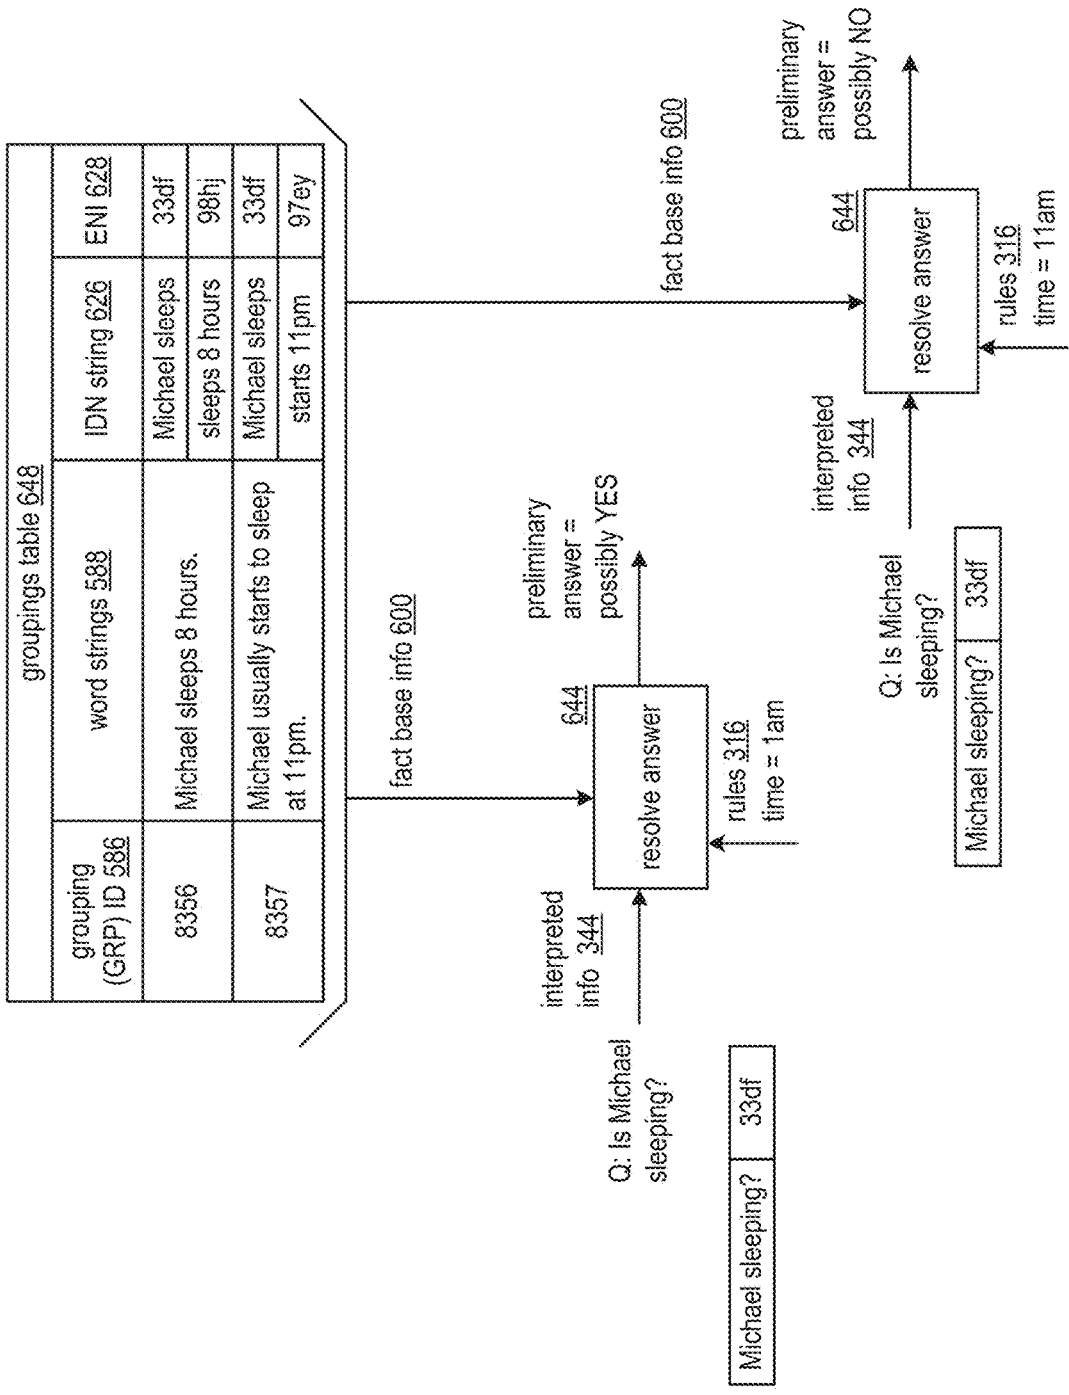 groupings table 648
grouping
(GRP) ID 586
word strings 588
IDN string 626
ENI 628
8356
Michael sleeps 8 hours.
Michael sleeps
33df
sleeps 8 hours
98hj
8357
Michael usually starts to sleep
at 11pm.
Michael sleeps
33df
starts 11pm
97ey
fact base info 600
fact base info 600
Q: Is Michael
sleeping?
Michael sleeping?
33df
interpreted
info 344
644
resolve answer
rules 316
time = 1am
preliminary
answer =
possibly YES
Q: Is Michael
sleeping?
Michael sleeping?
33df
interpreted
info 344
644
resolve answer
rules 316
time = 11am
preliminary
answer =
possibly NO